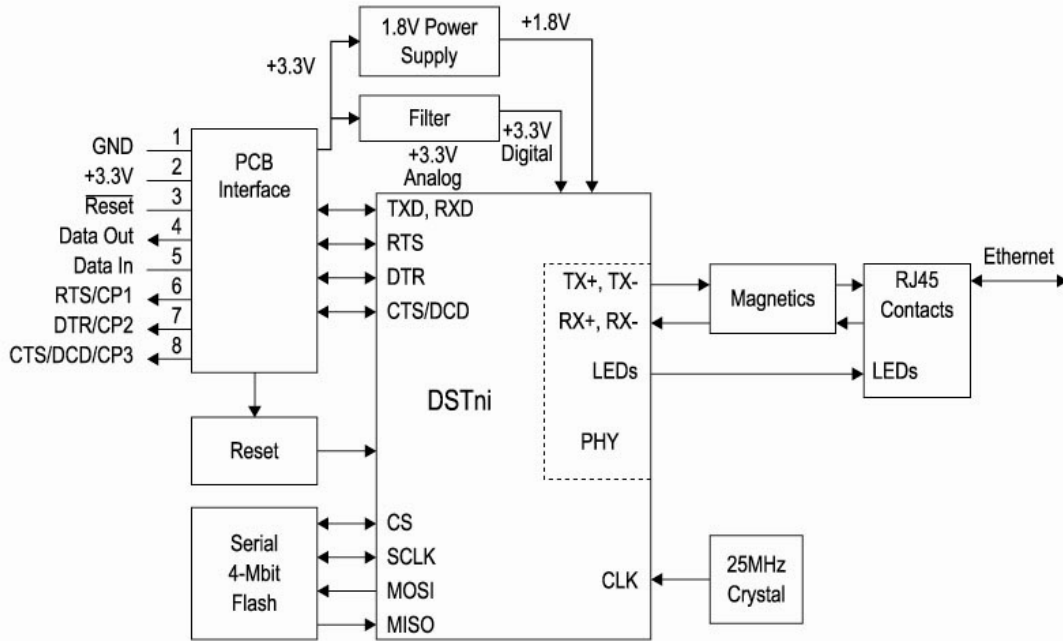 1.8V Power
Supply
+1.8V
+3.3V
Filter
+3.3V
Digital
+3.3V
Analog
GND
1
+3.3V
2
Reset
3
Data Out
4
Data In
5
RTS/CP1
6
DTR/CP2
7
CTS/DCD/CP3
8
PCB
Interface
TXD, RXD
RTS
DTR
CTS/DCD
DSTni
TX+, TX-
RX+, RX-
LEDs
PHY
Magnetics
RJ45
Contacts
LEDs
Ethernet
Reset
Serial
4-Mbit
Flash
CS
SCLK
MOSI
MISO
CLK
25MHz
Crystal